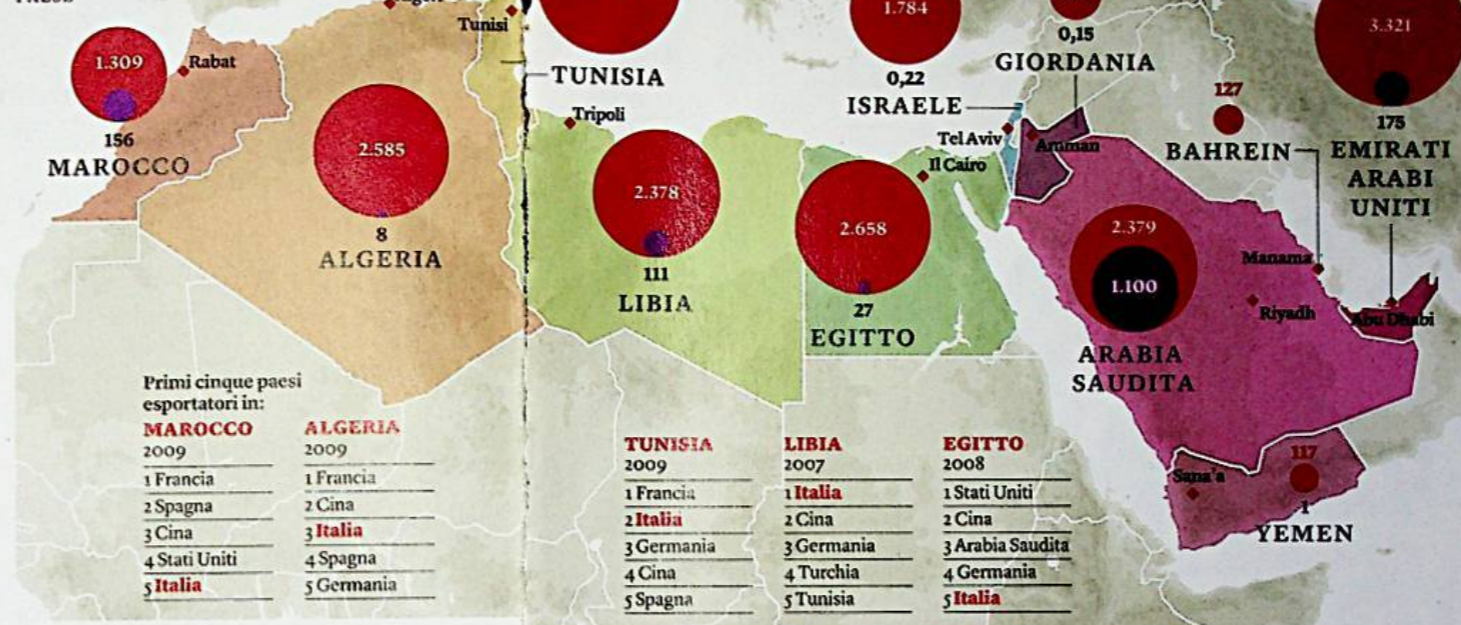 1.784
3.321
Tunisi
0,15
GIORDANIA
1.309
Rabat
TUNISIA
0,22
ISRAELE
127
156
MAROCCO
2.585
Tripoli
Tel Aviv
Amman
BAHREIN
175
EMIRATI
ARABI
UNITI
Il Cairo
2.378
2.658
2.379
8
ALGERIA
111
LIBIA
27
EGITTO
1.100
Manama
Riyadh
Abu Dhabi
ARABIA
SAUDITA
Primi cinque paesi
esportatori in:
MAROCCO
2009
1 Francia
2 Spagna
3 Cina
4 Stati Uniti
5 Italia
ALGERIA
2009
1 Francia
2 Cina
3 Italia
4 Spagna
5 Germania
TUNISIA
2009
1 Francia
2 Italia
3 Germania
4 Cina
5 Spagna
LIBIA
2007
1 Italia
2 Cina
3 Germania
4 Turchia
5 Tunisia
EGITTO
2008
1 Stati Uniti
2 Cina
3 Arabia Saudita
4 Germania
5 Italia
Sana'a
117
1
YEMEN